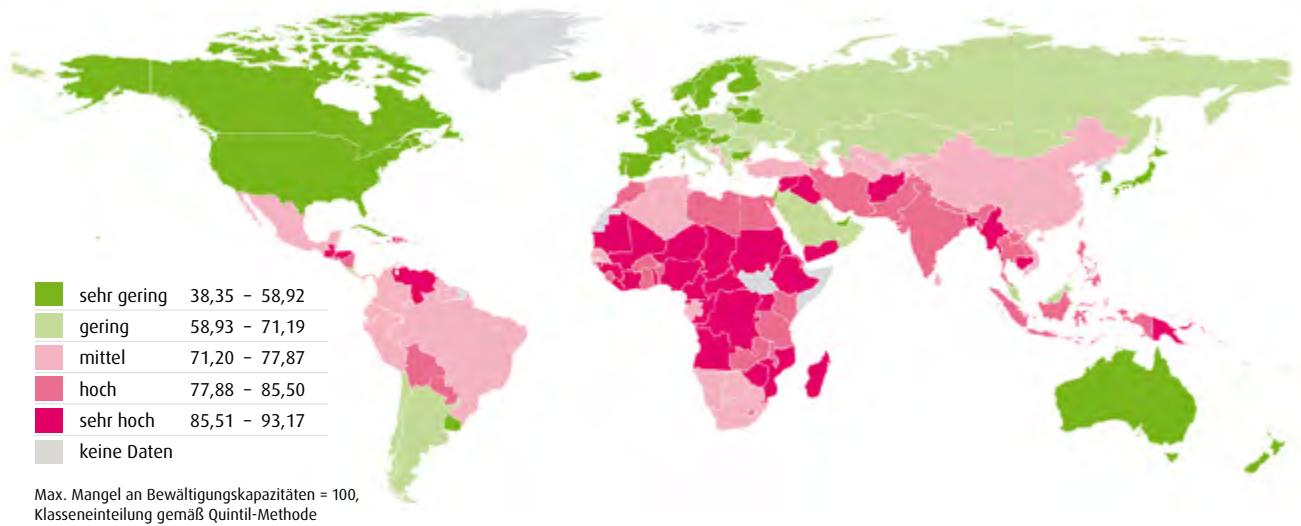 sehr gering 38,35 – 58,92
gering 58,93 – 71,19
mittel 71,20 – 77,87
hoch 77,88 – 85,50
sehr hoch 85,51 – 93,17
keine Daten
Max. Mangel an Bewältigungskapazitäten = 100,
Klasseneinteilung gemäß Quintil-Methode